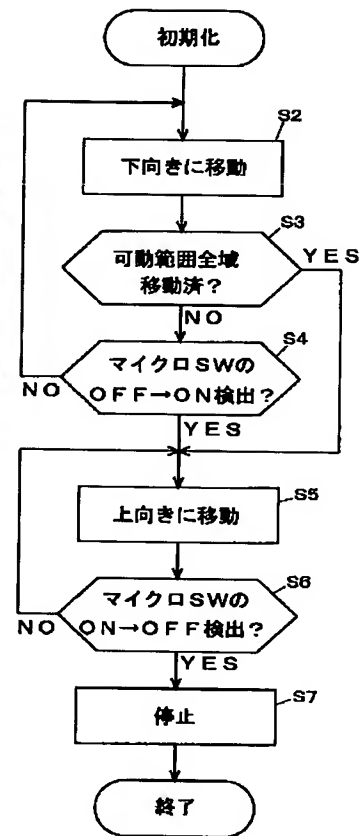 初期化
S2
下向きに移動
S3
可動範囲全域
移動済？
YES
NO
S4
マイクロSWの
OFF→ON検出？
NO
YES
S5
上向きに移動
S6
マイクロSWの
ON→OFF検出？
NO
YES
S7
停止
終了